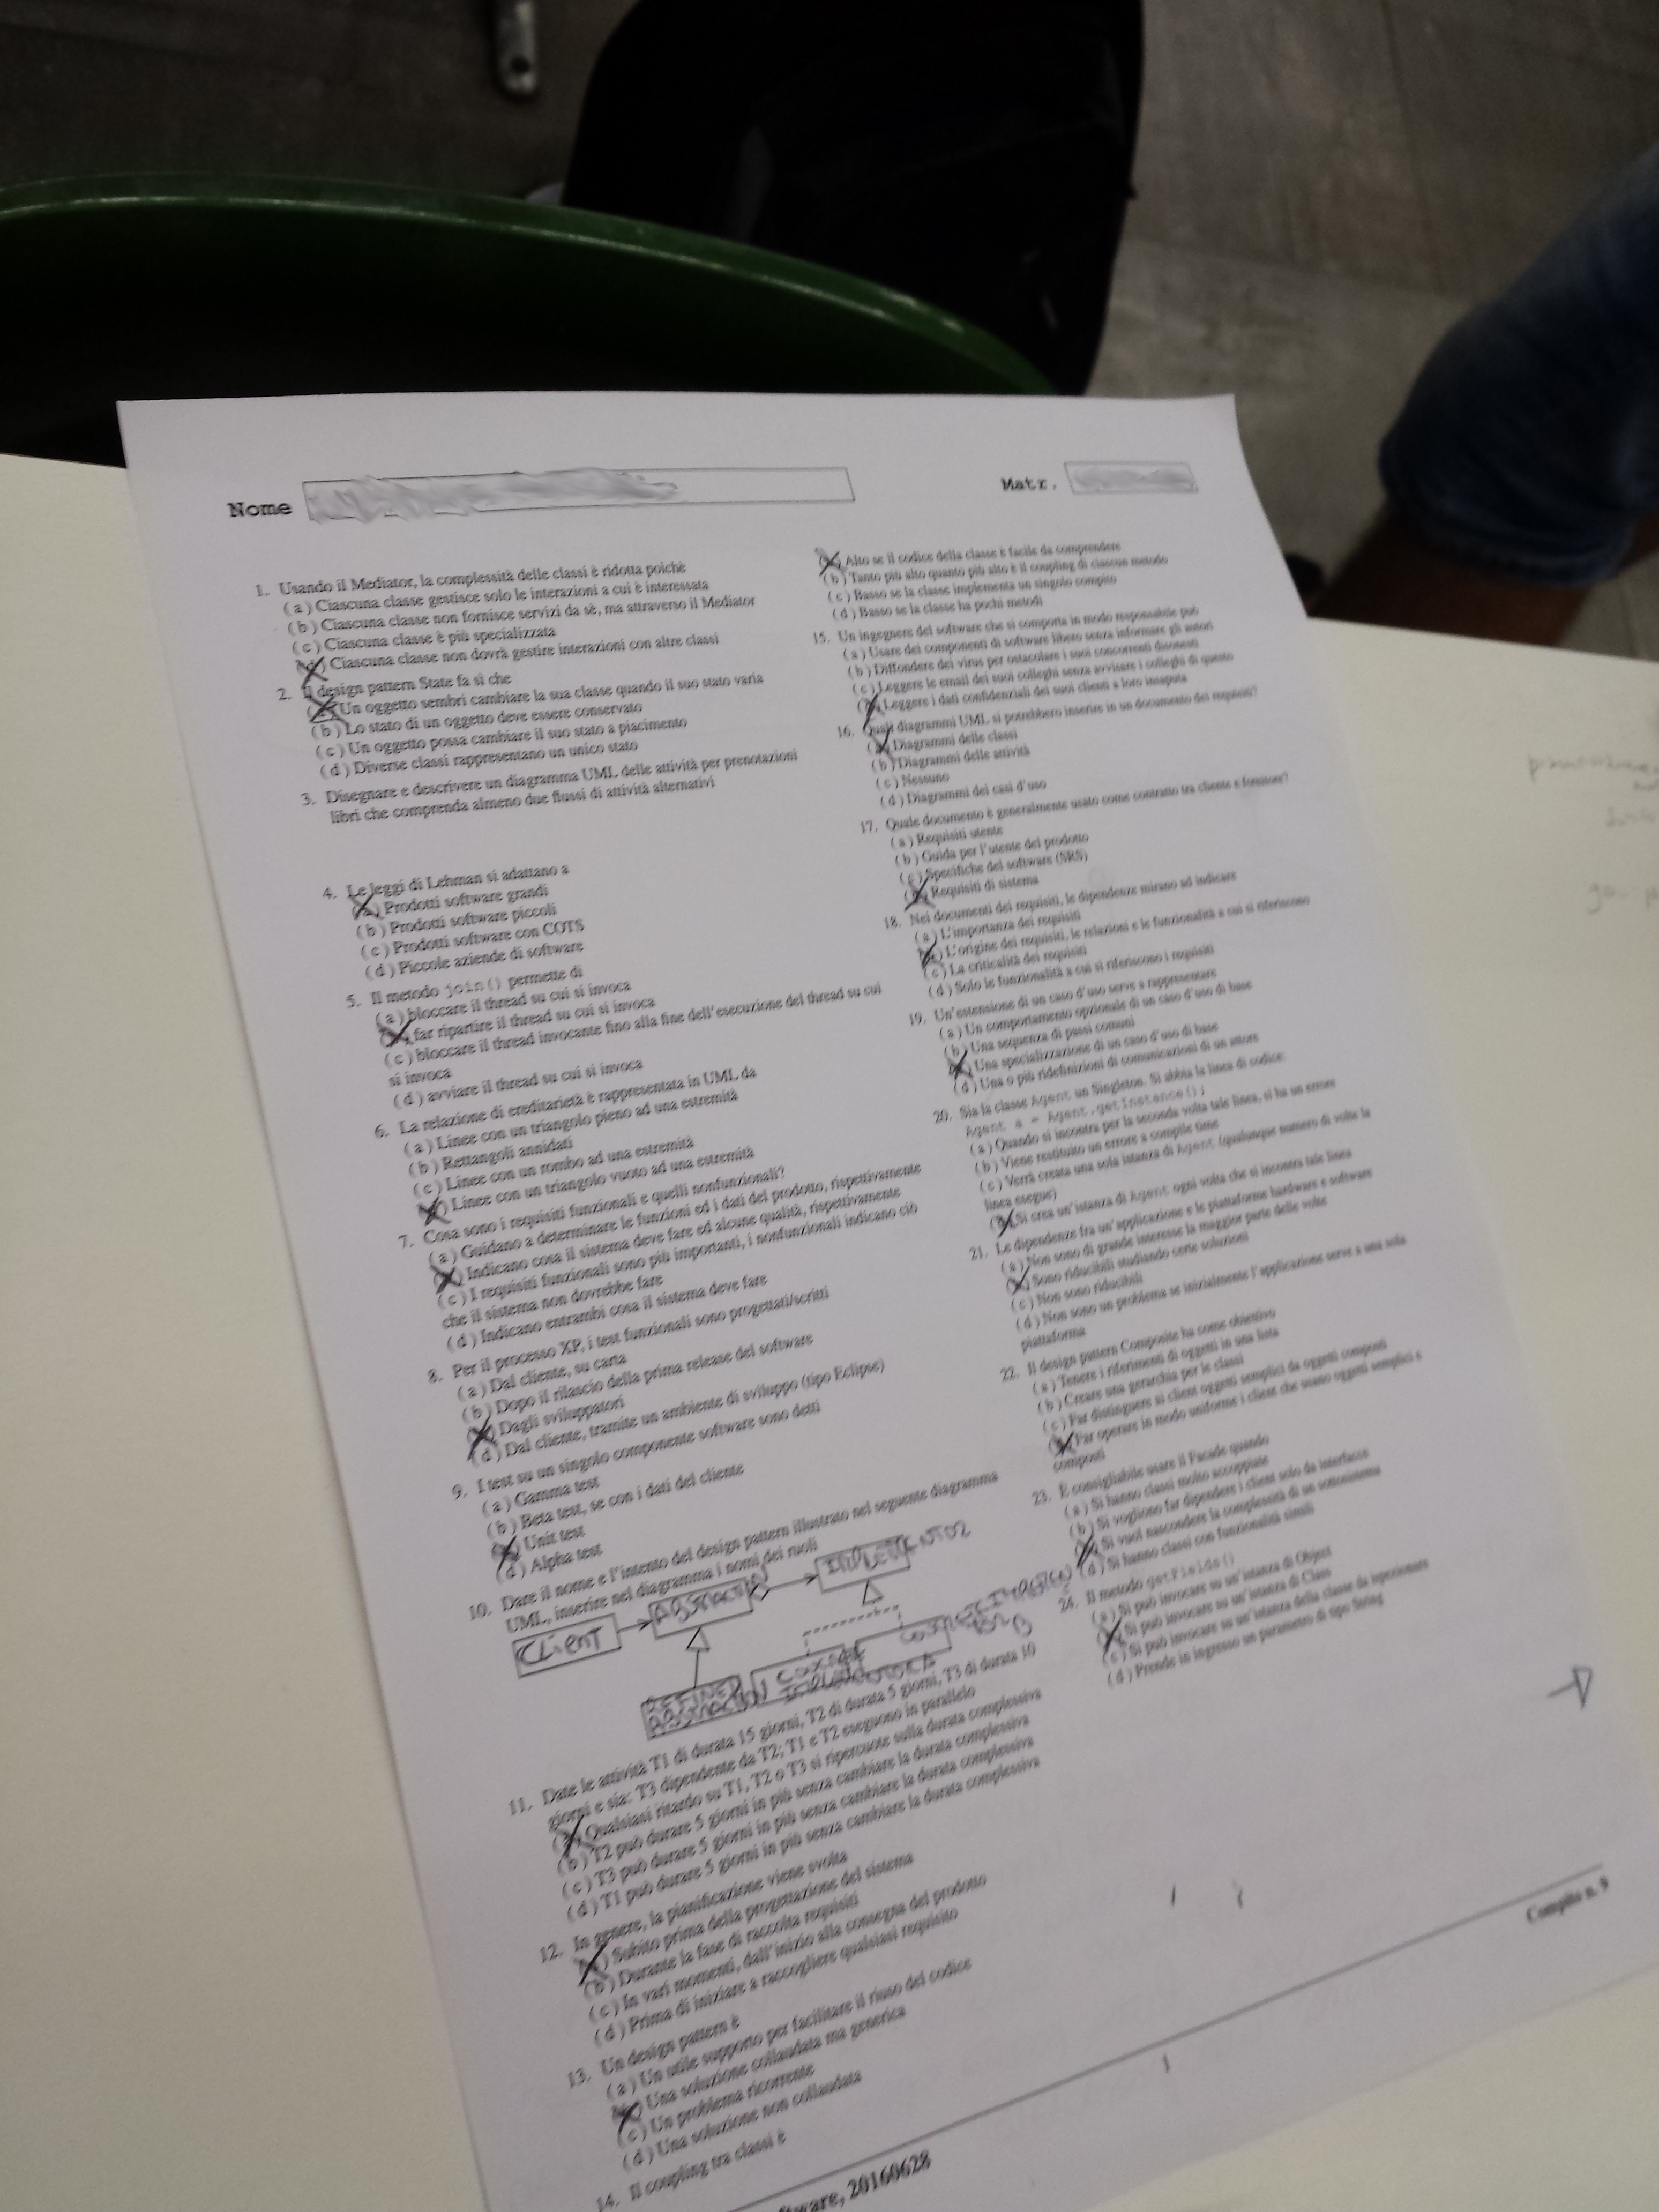 Nome
Matr.
1. Usando il Mediator, la complessità delle classi è ridotta poichè
(a) Ciascuna classe gestisce solo le interazioni a cui è interessata
(b) Ciascuna classe non fornisce servizi da sè, ma attraverso il Mediator
(c) Ciascuna classe è più specializzata
(d) Ciascuna classe non dovrà gestire interazioni con altre classi
2. Il design pattern State fa sì che
(a) Un oggetto sembri cambiare la sua classe quando il suo stato varia
(b) Lo stato di un oggetto deve essere conservato
(c) Un oggetto possa cambiare il suo stato a piacimento
(d) Diverse classi rappresentano un unico stato
3. Disegnare e descrivere un diagramma UML delle attività per prenotazioni
libri che comprenda almeno due flussi di attività alternativi
4. Le leggi di Lehman si adattano a
(a) Prodotti software grandi
(b) Prodotti software piccoli
(c) Prodotti software con COTS
(d) Piccole aziende di software
5. Il metodo join() permette di
(a) bloccare il thread su cui si invoca
(b) far ripartire il thread su cui si invoca
(c) bloccare il thread invocante fino alla fine dell'esecuzione del thread su cui
si invoca
(d) avviare il thread su cui si invoca
6. La relazione di ereditarietà è rappresentata in UML da
(a) Linee con un triangolo pieno ad una estremità
(b) Rettangoli annidati
(c) Linee con un rombo ad una estremità
(d) Linee con un triangolo vuoto ad una estremità
7. Cosa sono i requisiti funzionali e quelli nonfunzionali?
(a) Guidano a determinare le funzioni ed i dati del prodotto, rispettivamente
(b) Indicano cosa il sistema deve fare ed alcune qualità, rispettivamente
(c) I requisiti funzionali sono più importanti, i nonfunzionali indicano ciò
che il sistema non dovrebbe fare
(d) Indicano entrambi cosa il sistema deve fare
8. Per il processo XP, i test funzionali sono progettati/scritti
(a) Dal cliente, su carta
(b) Dopo il rilascio della prima release del software
(c) Dagli sviluppatori
(d) Dal cliente, tramite un ambiente di sviluppo (tipo Eclipse)
9. I test su un singolo componente software sono detti
(a) Gamma test
(b) Beta test, se con i dati del cliente
(c) Unit test
(d) Alpha test
10. Dare il nome e l'intento del design pattern illustrato nel seguente diagramma
UML, inserire nel diagramma i nomi dei ruoli
CLIENT
ABSTRACTION
IMPLEMENTOR
REFINED
ABSTRACTION
11. Date le attività T1 di durata 15 giorni, T2 di durata 5 giorni, T3 di durata 10
giorni e sia: T3 dipendente da T2; T1 e T2 eseguono in parallelo
(a) Qualsiasi ritardo su T1, T2 o T3 si ripercuote sulla durata complessiva
(b) T2 può durare 5 giorni in più senza cambiare la durata complessiva
(c) T3 può durare 5 giorni in più senza cambiare la durata complessiva
(d) T1 può durare 5 giorni in più senza cambiare la durata complessiva
12. In genere, la pianificazione viene svolta
(a) Subito prima della progettazione del sistema
(b) Durante la fase di raccolta requisiti
(c) In vari momenti, dall'inizio alla consegna del prodotto
(d) Prima di iniziare a raccogliere qualsiasi requisito
13. Un design pattern è
(a) Un utile supporto per facilitare il riuso del codice
(b) Una soluzione collaudata ma generica
(c) Un problema ricorrente
(d) Una soluzione non collaudata
14. Il coupling tra classi è
(a) Alto se il codice della classe è facile da comprendere
(b) Tanto più alto quanto più alto è il coupling di ciascun metodo
(c) Basso se la classe implementa un singolo compito
(d) Basso se la classe ha pochi metodi
15. Un ingegnere del software che si comporta in modo responsabile può
(a) Usare dei componenti di software libero senza informare gli autori
(b) Diffondere dei virus per ostacolare i suoi concorrenti disonesti
(c) Leggere le email dei suoi colleghi senza avvisare i colleghi di questo
(d) Leggere i dati confidenziali dei suoi clienti a loro insaputa
16. Quali diagrammi UML si potrebbero inserire in un documento dei requisiti?
(a) Diagrammi delle classi
(b) Diagrammi delle attività
(c) Nessuno
(d) Diagrammi dei casi d'uso
17. Quale documento è generalmente usato come contratto tra cliente e fornitore?
(a) Requisiti utente
(b) Guida per l'utente del prodotto
(c) Specifiche del software (SRS)
(d) Requisiti di sistema
18. Nei documenti dei requisiti, le dipendenze mirano ad indicare
(a) L'importanza dei requisiti
(b) L'origine dei requisiti, le relazioni e le funzionalità a cui si riferiscono
(c) La criticalità dei requisiti
(d) Solo le funzionalità a cui si riferiscono i requisiti
19. Un'estensione di un caso d'uso serve a rappresentare
(a) Un comportamento opzionale di un caso d'uso di base
(b) Una sequenza di passi comuni
(c) Una specializzazione di un caso d'uso di base
(d) Una o più ridefinizioni di comunicazioni di un attore
20. Sia la classe Agent un Singleton. Si abbia la linea di codice:
Agent a = Agent.getInstance();
(a) Quando si incontra per la seconda volta tale linea, si ha un errore
(b) Viene restituito un errore a compile time
(c) Verrà creata una sola istanza di Agent (qualunque numero di volte la
linea esegue)
(d) Si crea un'istanza di Agent ogni volta che si incontra tale linea
21. Le dipendenze fra un'applicazione e le piattaforme hardware e software
(a) Non sono di grande interesse la maggior parte delle volte
(b) Sono riducibili studiando certe soluzioni
(c) Non sono riducibili
(d) Non sono un problema se inizialmente l'applicazione serve a una sola
piattaforma
22. Il design pattern Composite ha come obiettivo
(a) Tenere i riferimenti di oggetti in una lista
(b) Creare una gerarchia per le classi
(c) Far distinguere ai client oggetti semplici da oggetti composti
(d) Far operare in modo uniforme i client che usano oggetti semplici e
composti
23. È consigliabile usare il Facade quando
(a) Si hanno classi molto accoppiate
(b) Si vogliono far dipendere i client solo da interfacce
(c) Si vuol nascondere la complessità di un sottosistema
(d) Si hanno classi con funzionalità simili
24. Il metodo getFields()
(a) Si può invocare su un'istanza di Object
(b) Si può invocare su un'istanza di Class
(c) Si può invocare su un'istanza della classe da ispezionare
(d) Prende in ingresso un parametro di tipo String
1
Compito n. 9
tware, 20160628